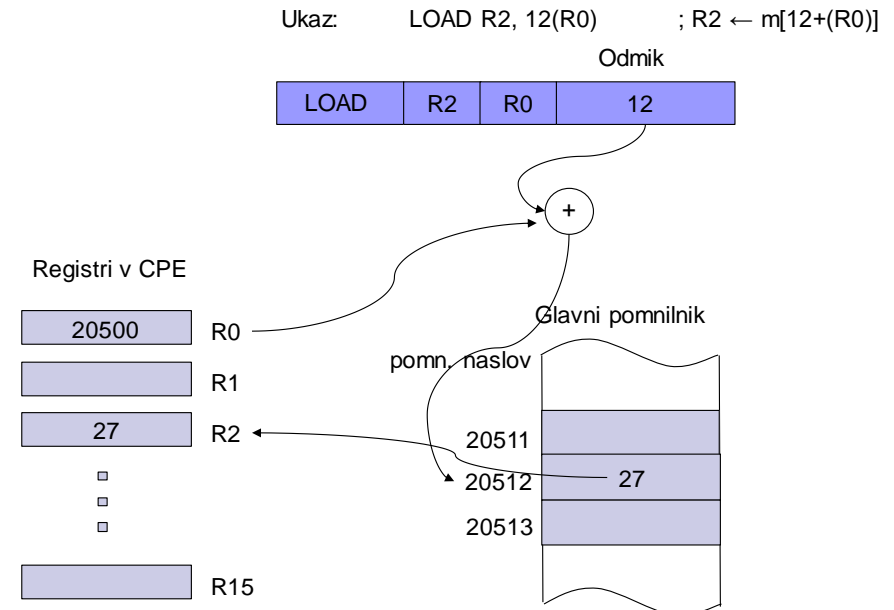 Ukaz: LOAD R2, 12(R0) ; R2 ← m[12+(R0)]
Odmik
LOAD R2 R0 12
+
Registri v CPE
20500 R0
R1
27 R2
R15
Glavni pomnilnik
pomn. naslov
20511
20512 27
20513